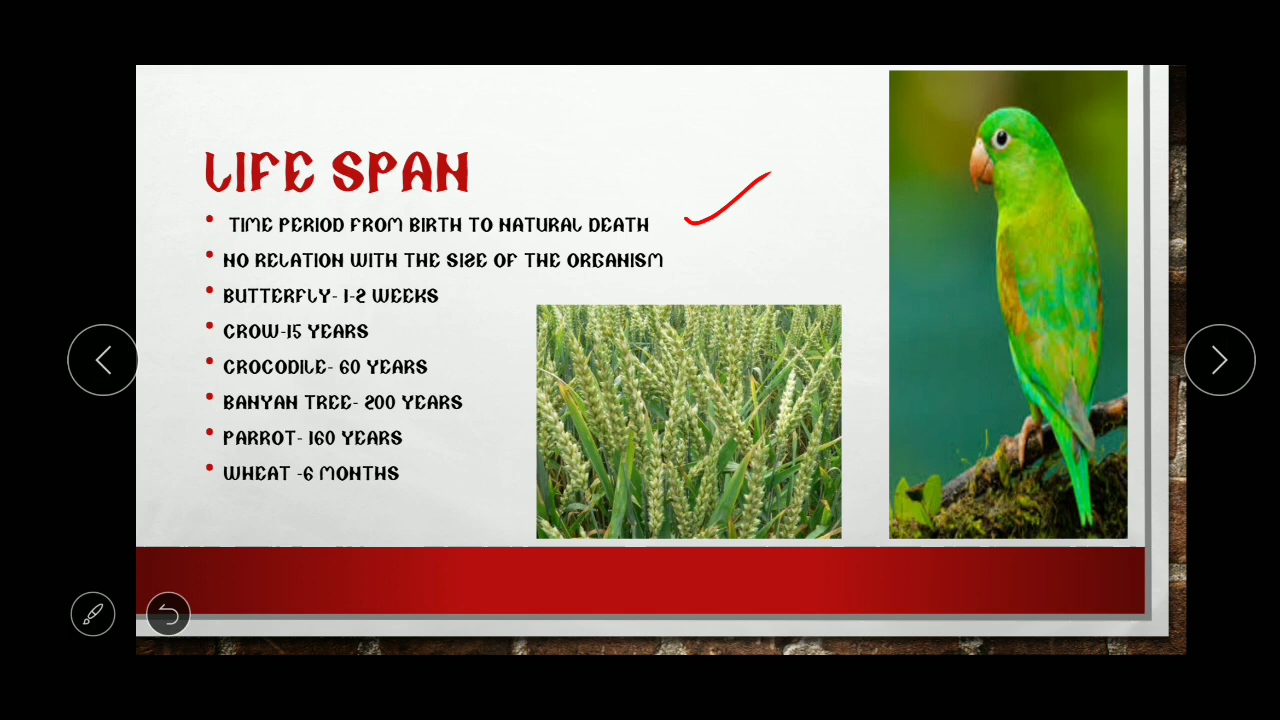 LIFE SPAN
TIME PERIOD FROM BIRTH TO NATURAL DEATH
NO RELATION WITH THE SIZE OF THE ORGANISM
BUTTERFLY- 1-2 WEEKS
CROW-15 YEARS
CROCODILE- 60 YEARS
BANYAN TREE- 200 YEARS
PARROT- 160 YEARS
WHEAT -6 MONTHS